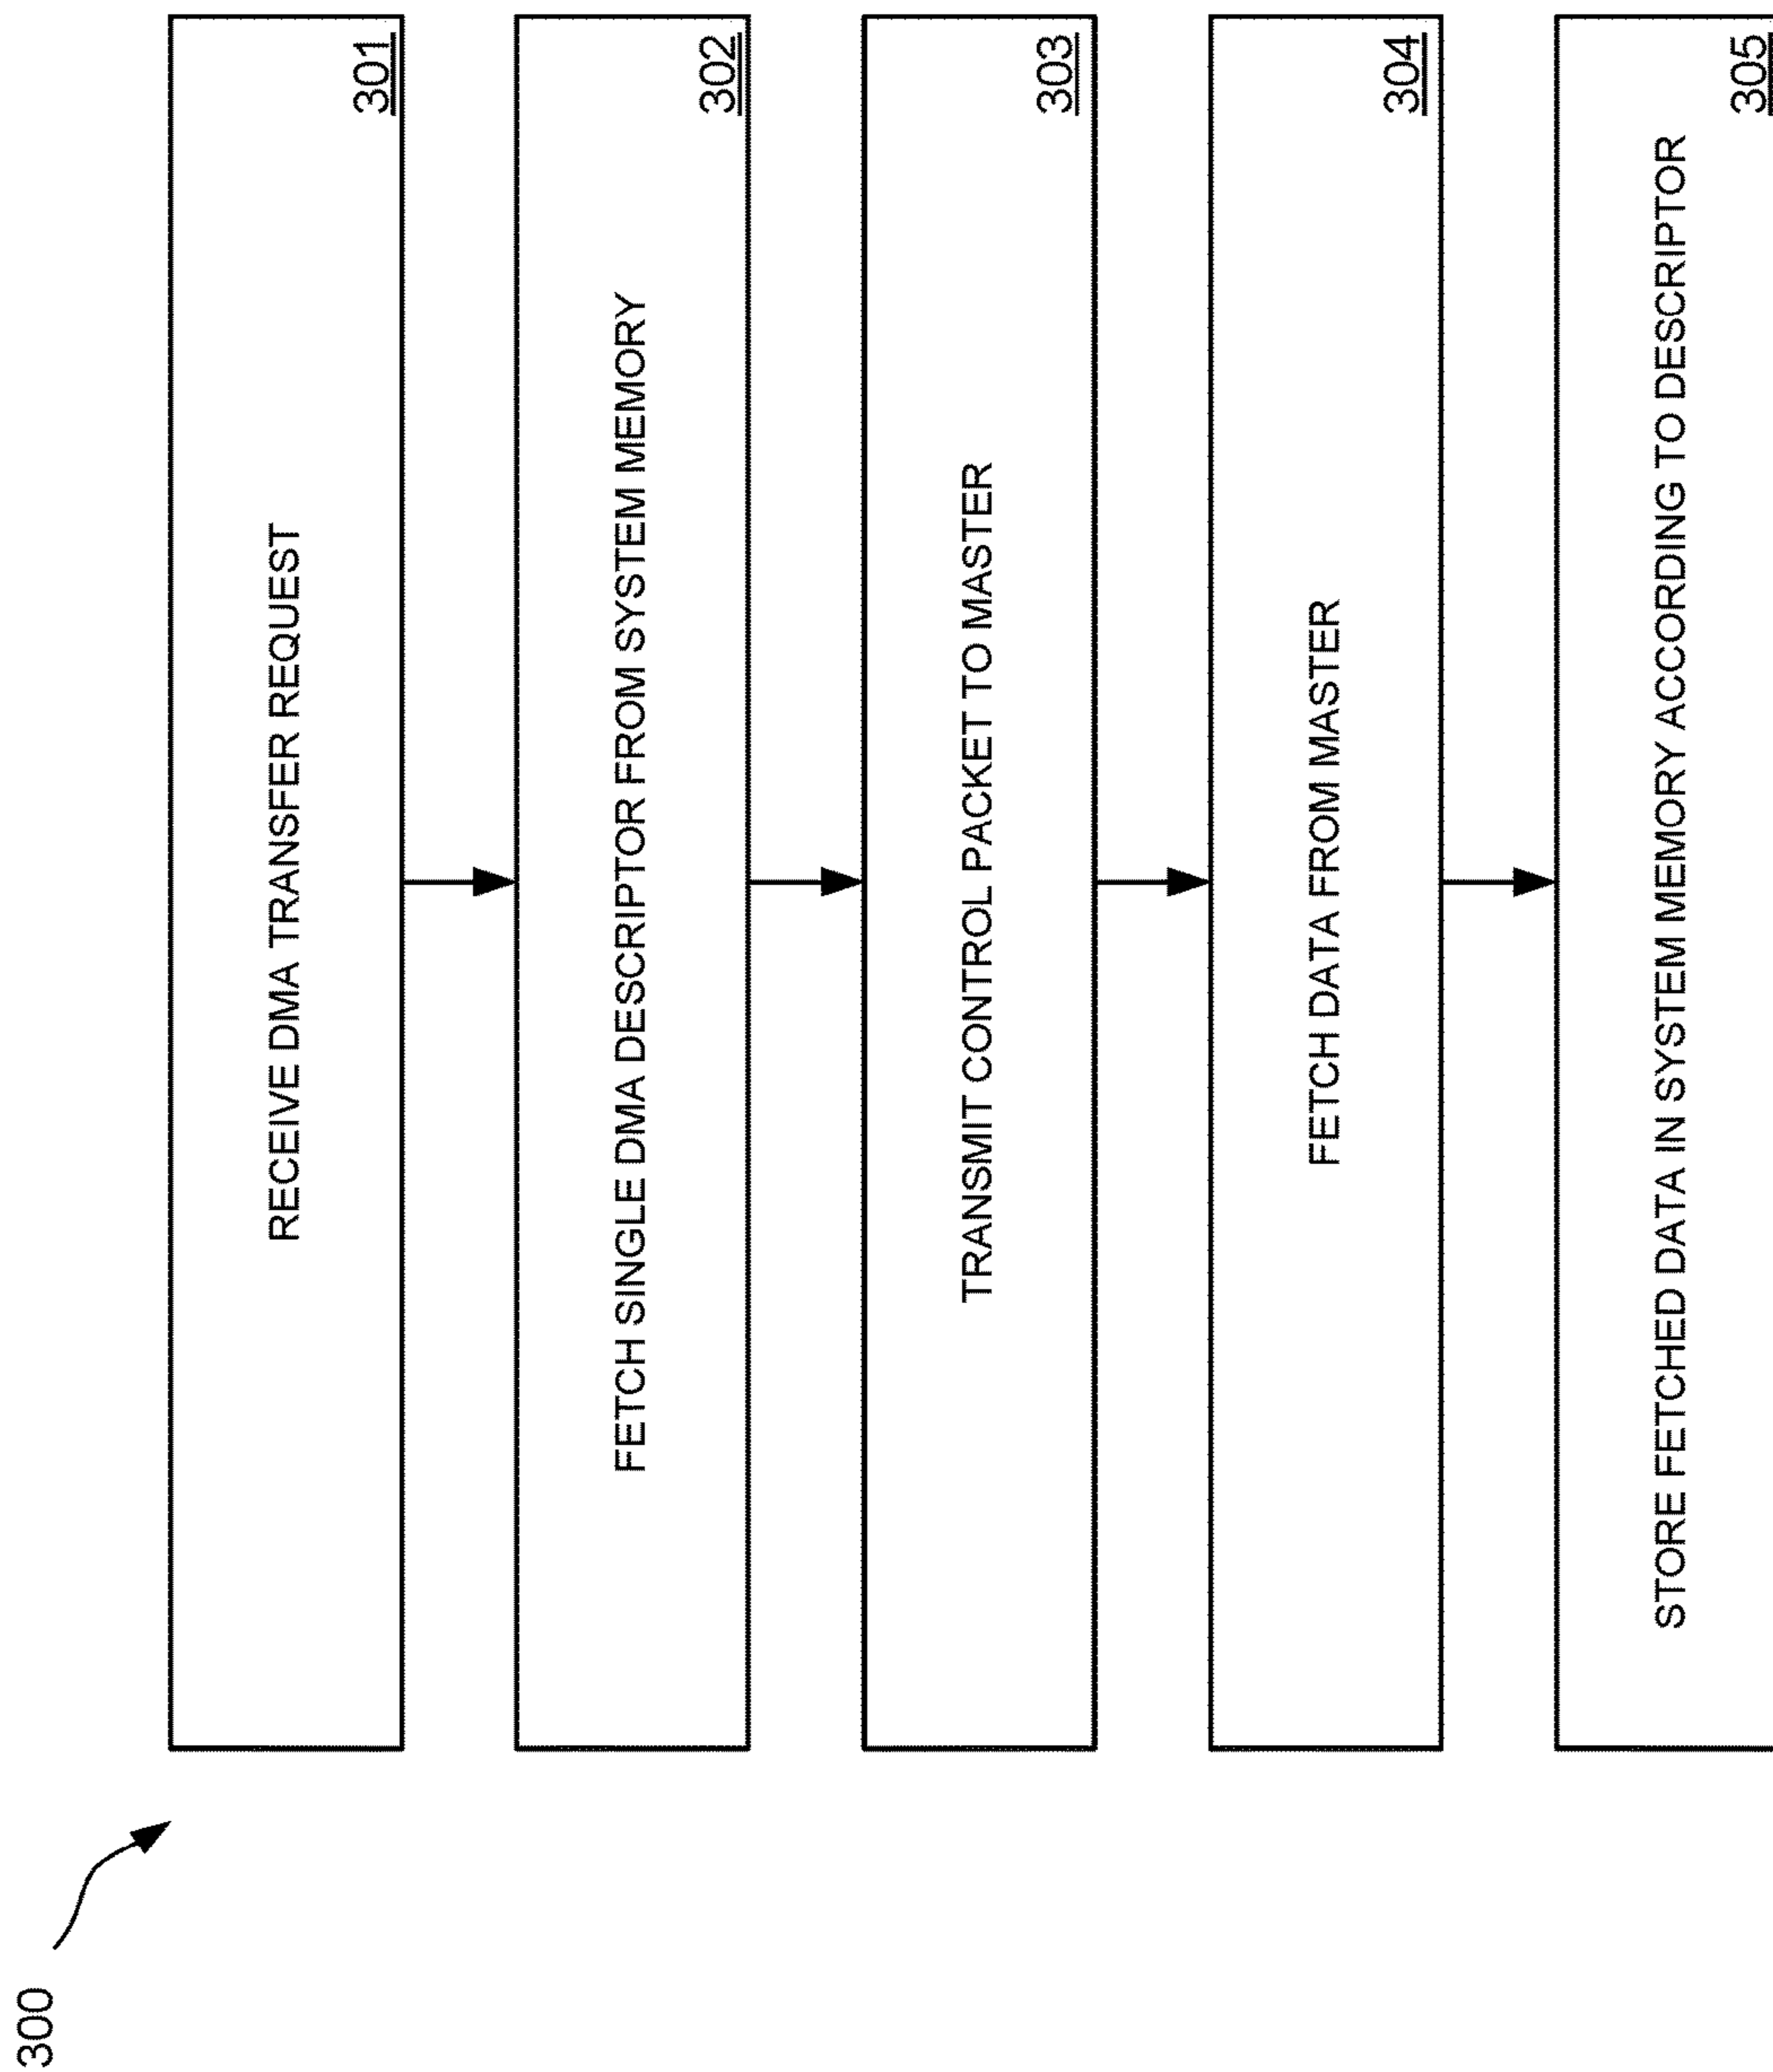 300
RECEIVE DMA TRANSFER REQUEST
301
FETCH SINGLE DMA DESCRIPTOR FROM SYSTEM MEMORY
302
TRANSMIT CONTROL PACKET TO MASTER
303
FETCH DATA FROM MASTER
304
STORE FETCHED DATA IN SYSTEM MEMORY ACCORDING TO DESCRIPTOR
305